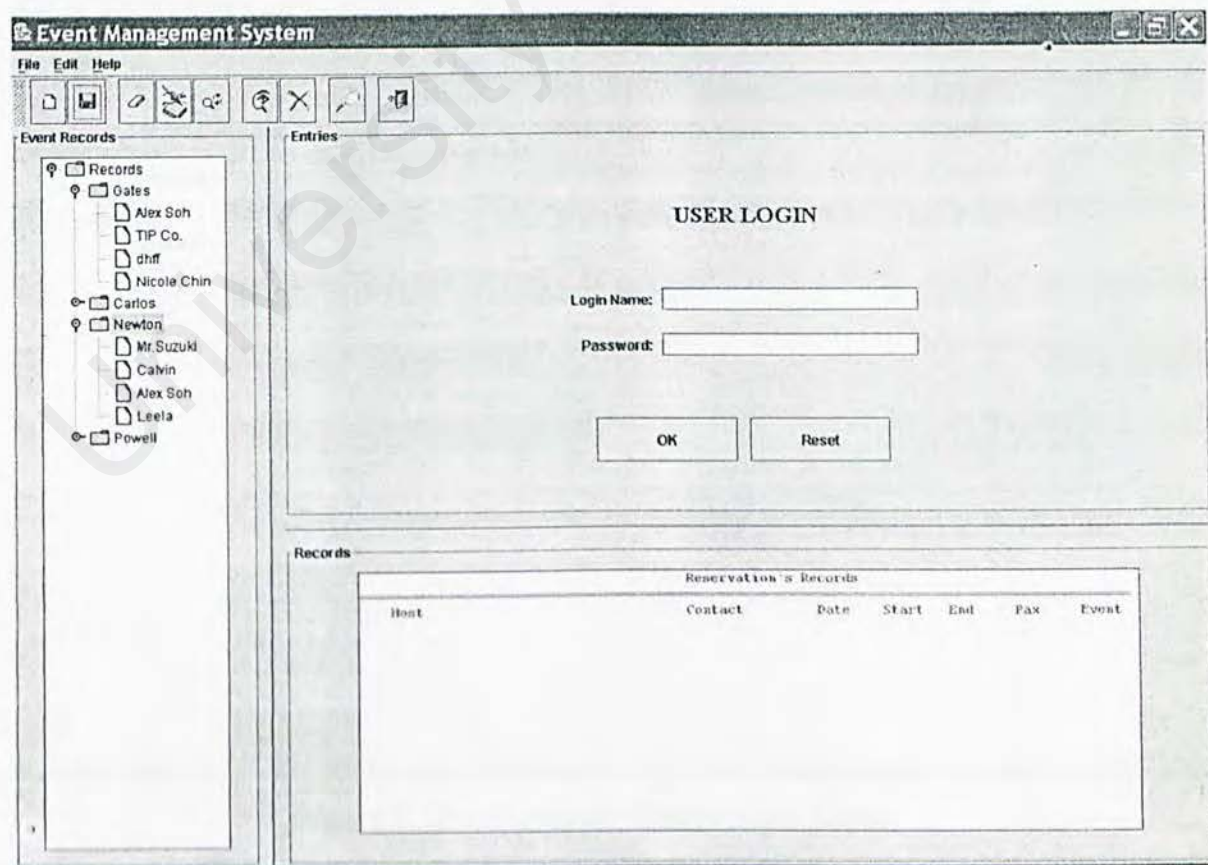 Event Management System
File Edit Help
Event Records
Records
Gates
Alex Soh
TIP Co.
dhff
Nicole Chin
Carlos
Newton
Mr.Suzuki
Calvin
Alex Soh
Leela
Powell
Entries
USER LOGIN
Login Name:
Password:
OK Reset
Records
Reservation's Records
Host Contact Date Start End Pax Event
University